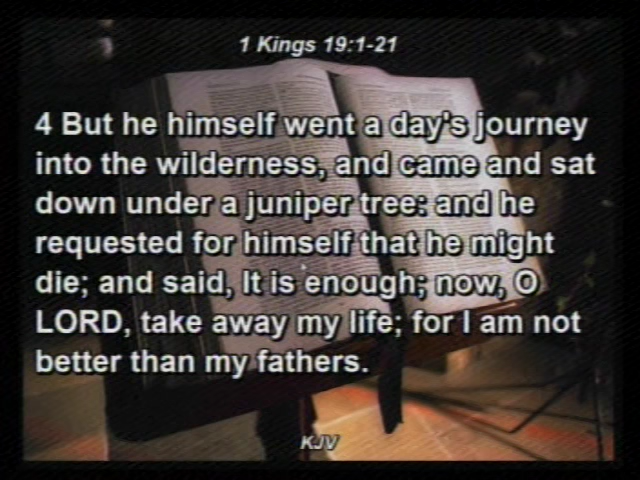 1 Kings 19:1-21
4 But he himself went a day's journey
into the wilderness, and came and sat
down under a juniper tree: and he
requested for himself that he might
die; and said, It is enough; now, O
LORD, take away my life; for I am not
better than my fathers.
KJV